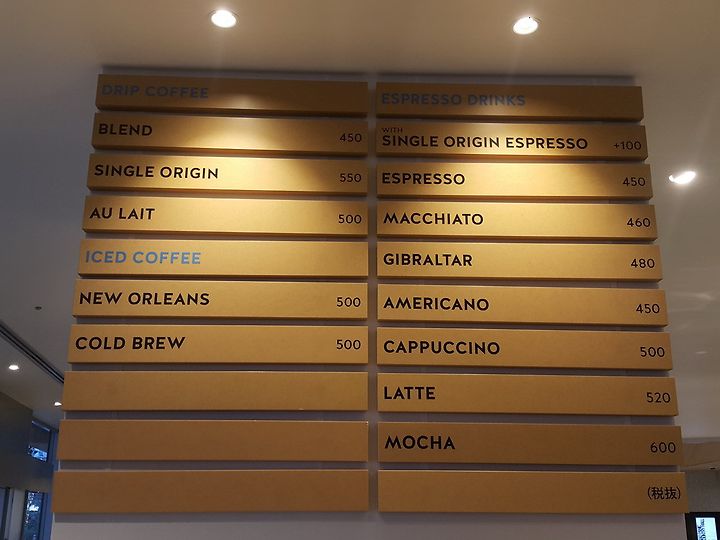 DRIP COFFEE
BLEND 450
SINGLE ORIGIN 550
AU LAIT 500
ICED COFFEE
NEW ORLEANS 500
COLD BREW 500
ESPRESSO DRINKS
WITH
SINGLE ORIGIN ESPRESSO +100
ESPRESSO 450
MACCHIATO 460
GIBRALTAR 480
AMERICANO 450
CAPPUCCINO 500
LATTE 520
MOCHA 600
(税抜)